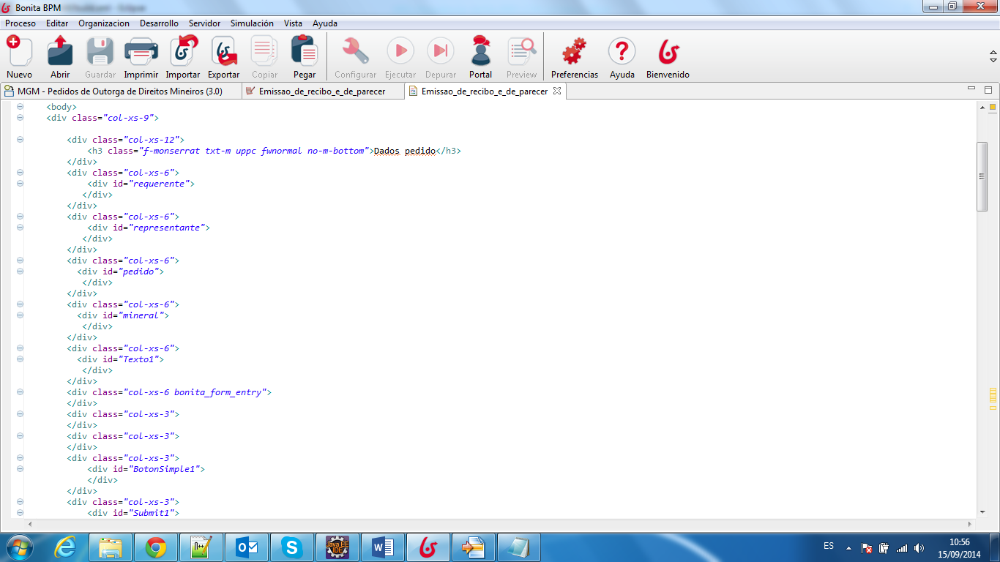 Bonita BPM
Proceso Editar Organizacion Desarrollo Servidor Simulación Vista Ayuda
Nuevo Abrir Guardar Imprimir Importar Exportar Copiar Pegar Configurar Ejecutar Depurar Portal Preview Preferencias Ayuda Bienvenido
MGM - Pedidos de Outorga de Direitos Mineiros (3.0) Emissao_de_recibo_e_de_parecer Emissao_de_recibo_e_de_parecer
<body>
<div class="col-xs-9">
<div class="col-xs-12">
<h3 class="f-monserrat txt-m uppc fwnormal no-m-bottom">Dados pedido</h3>
</div>
<div class="col-xs-6">
<div id="requerente">
</div>
</div>
<div class="col-xs-6">
<div id="representante">
</div>
</div>
<div class="col-xs-6">
<div id="pedido">
</div>
</div>
<div class="col-xs-6">
<div id="mineral">
</div>
</div>
<div class="col-xs-6">
<div id="Texto1">
</div>
</div>
<div class="col-xs-6 bonita_form_entry">
</div>
<div class="col-xs-3">
</div>
<div class="col-xs-3">
</div>
<div class="col-xs-3">
<div id="BotonSimple1">
</div>
</div>
<div class="col-xs-3">
<div id="Submit1">
Java EE
IDE
ES
10:56
15/09/2014